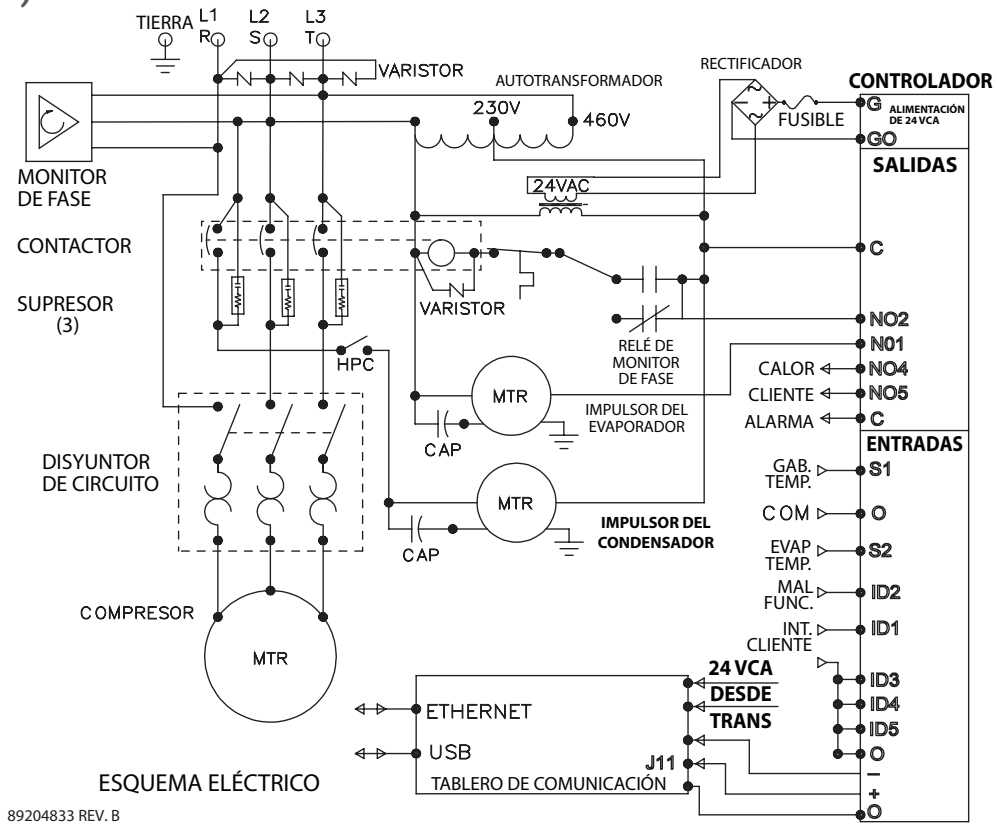 TIERRA
L1
L2
L3
R
S
T
VARISTOR
AUTOTRANSFORMADOR
230V
460V
RECTIFICADOR
FUSIBLE
CONTROLADOR
G
ALIMENTACIÓN
DE 24 VCA
GO
SALIDAS
MONITOR
DE FASE
24VAC
CONTACTOR
C
SUPRESOR
(3)
VARISTOR
NO2
RELÉ DE
MONITOR
DE FASE
N01
HPC
CALOR
NO4
CLIENTE
NO5
ALARMA
C
MTR
IMPULSOR DEL
EVAPORADOR
CAP
ENTRADAS
DISYUNTOR
DE CIRCUITO
GAB.
TEMP.
S1
MTR
IMPULSOR DEL
CONDENSADOR
CAP
COM
O
EVAP
TEMP.
S2
MAL
FUNC.
ID2
INT.
CLIENTE
ID1
COMPRESOR
MTR
ID3
ID4
ID5
O
24 VCA
DESDE
TRANS
ETHERNET
USB
J11
TABLERO DE COMUNICACIÓN
–
+
O
ESQUEMA ELÉCTRICO
89204833 REV. B